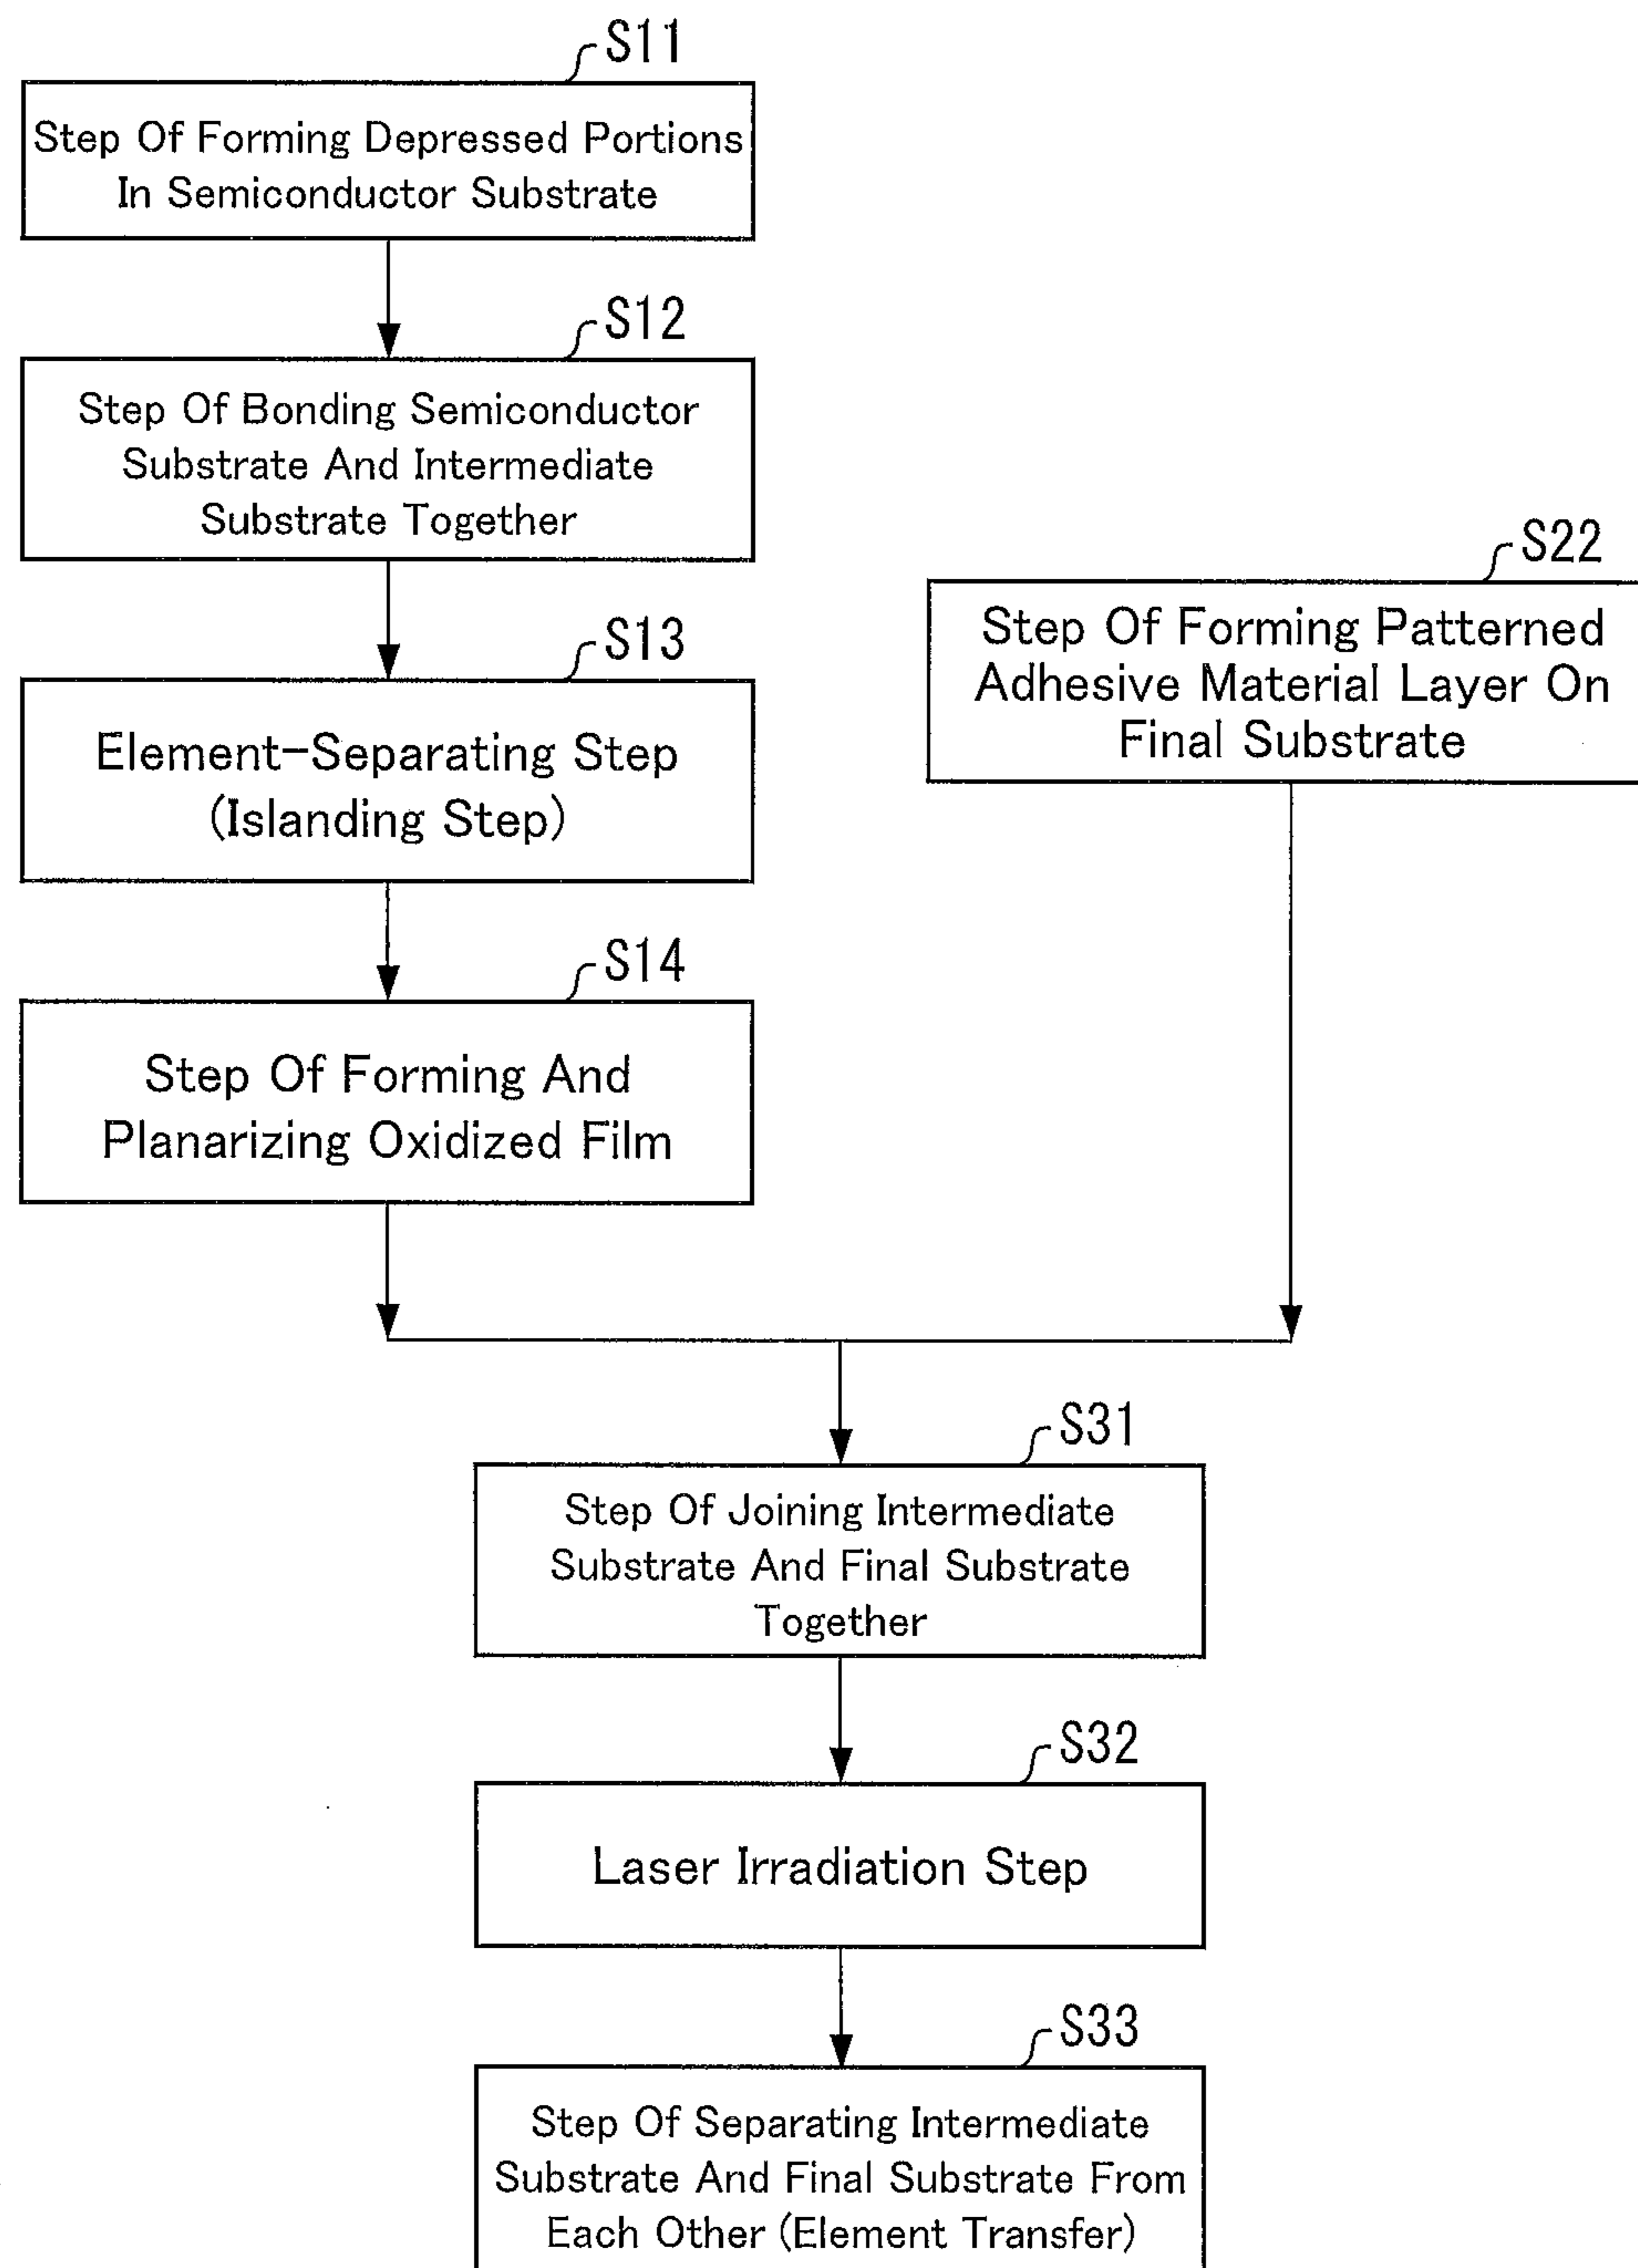 S11
Step Of Forming Depressed Portions
In Semiconductor Substrate
S12
Step Of Bonding Semiconductor
Substrate And Intermediate
Substrate Together
S13
Element-Separating Step
(Islanding Step)
S14
Step Of Forming And
Planarizing Oxidized Film
S22
Step Of Forming Patterned
Adhesive Material Layer On
Final Substrate
S31
Step Of Joining Intermediate
Substrate And Final Substrate
Together
S32
Laser Irradiation Step
S33
Step Of Separating Intermediate
Substrate And Final Substrate From
Each Other (Element Transfer)